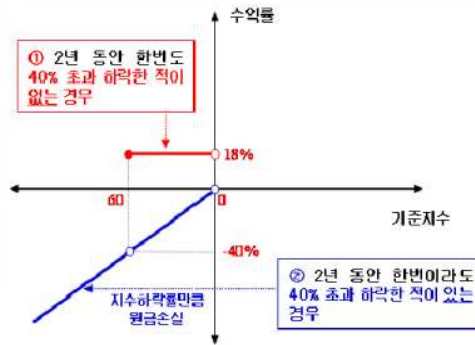 수익률
① 2년 동안 한번도
40% 초과 하락한 적이
없는 경우
18%
60
0
기준지수
-40%
② 2년 동안 한번이라도
40% 초과 하락한 적이 있는
경우
지수하락률만큼
원금손실